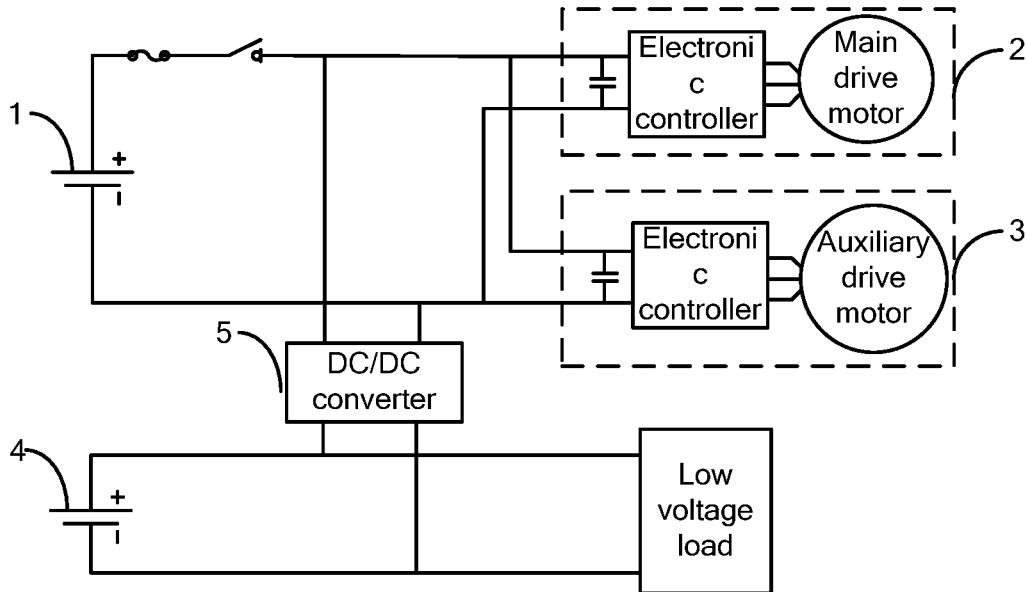 Electroni
c
controller
Main
drive
motor
2
1
+
–
Electroni
c
controller
Auxiliary
drive
motor
3
5
DC/DC
converter
4
+
–
Low
voltage
load